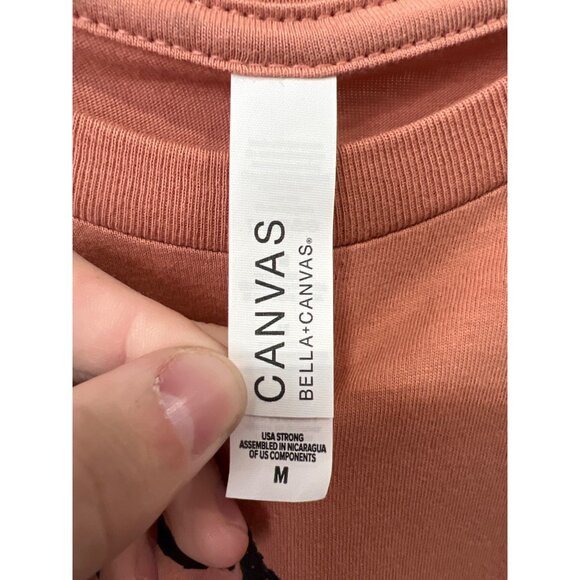 CANVAS
BELLA+CANVAS®
USA STRONG
ASSEMBLED IN NICARAGUA
OF US COMPONENTS
M